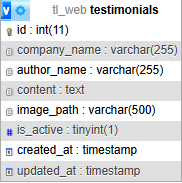 v tl_web testimonials
id : int(11)
company_name : varchar(255)
author_name : varchar(255)
content : text
image_path : varchar(500)
# is_active : tinyint(1)
created_at : timestamp
updated_at : timestamp